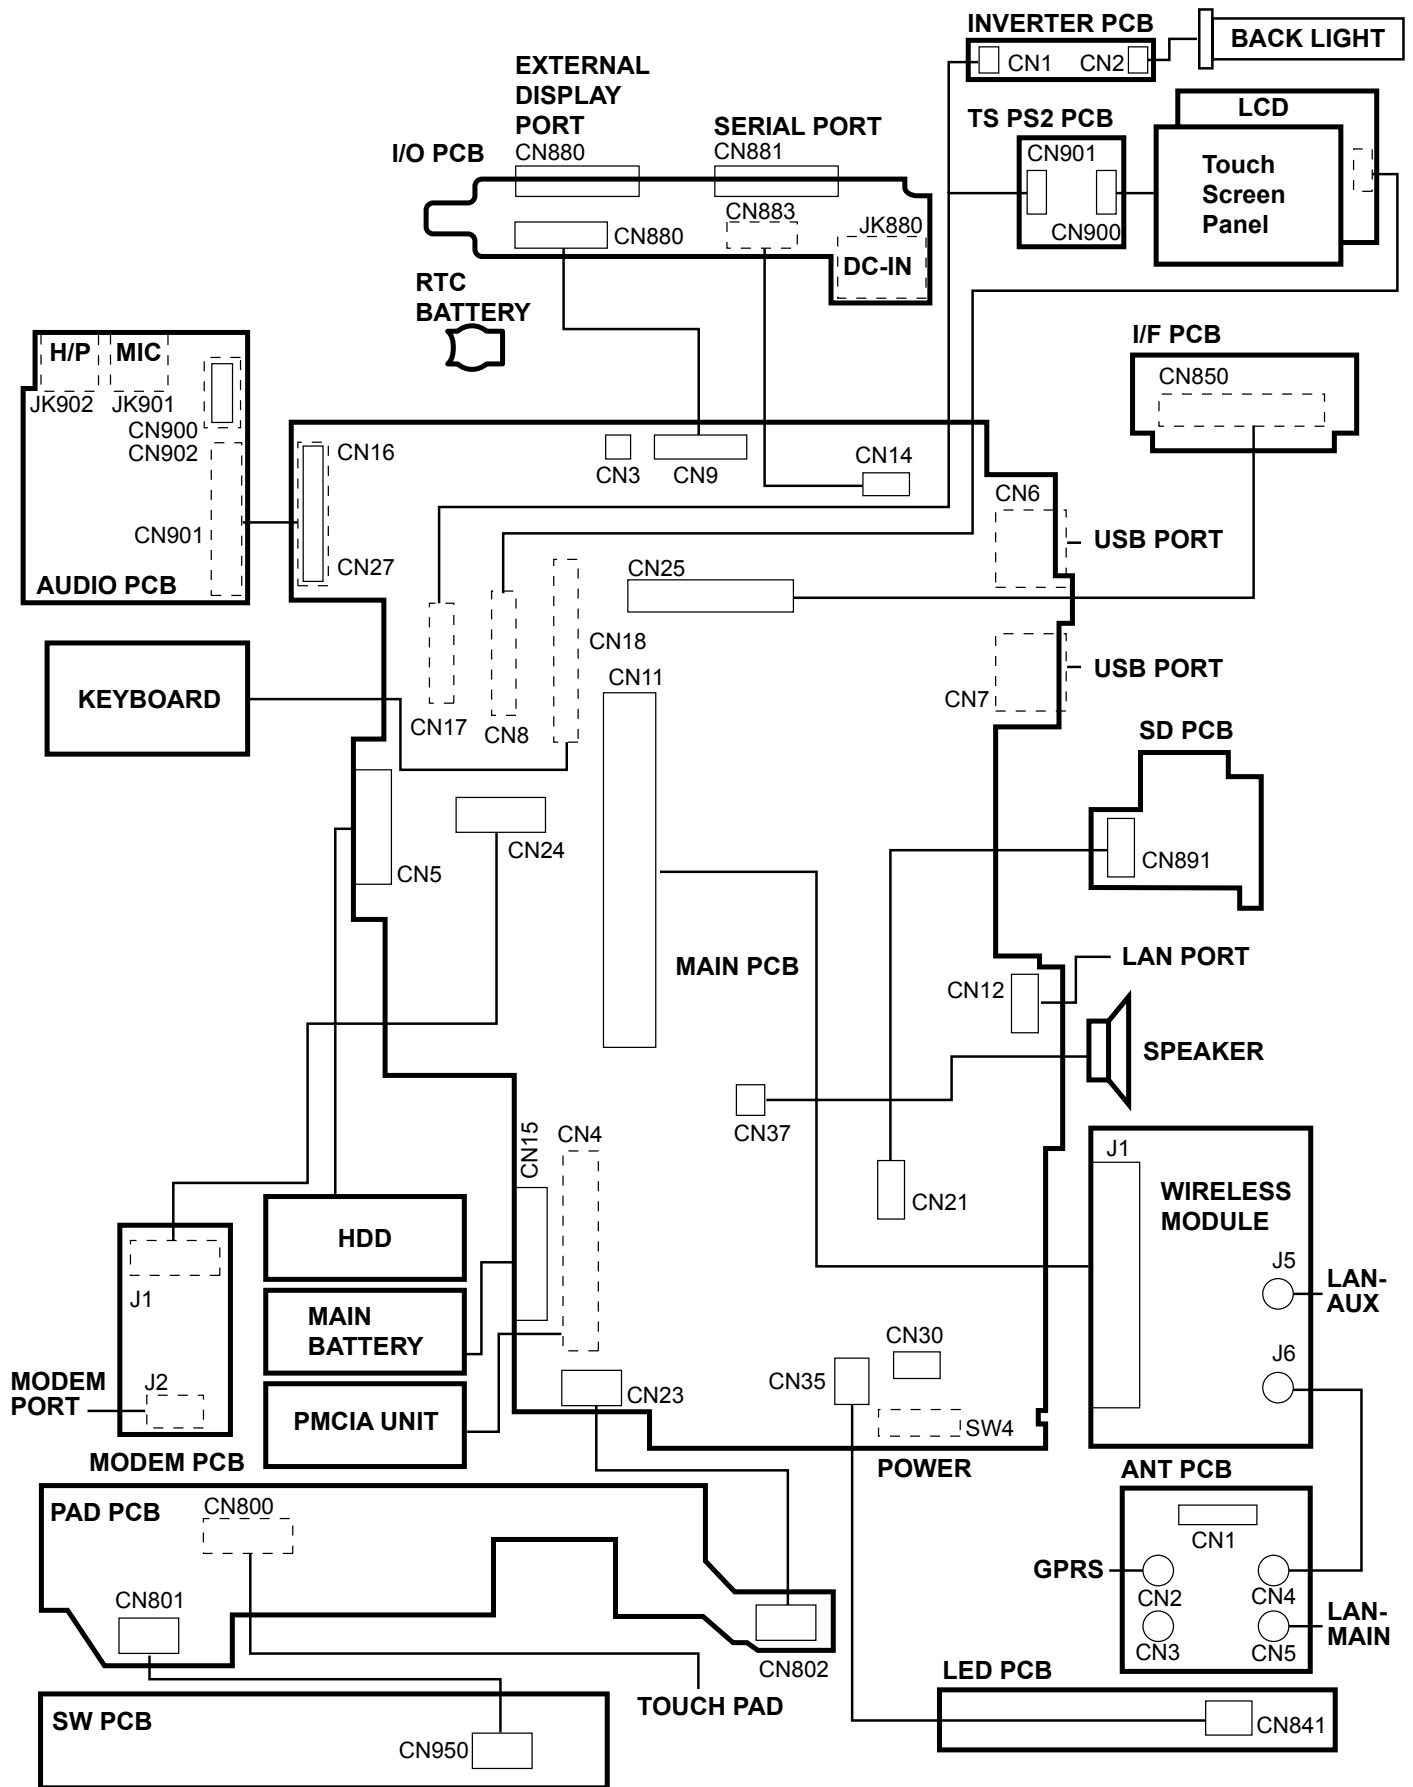 INVERTER PCB
CN1
CN2
BACK LIGHT
EXTERNAL
DISPLAY
PORT
CN880
SERIAL PORT
CN881
I/O PCB
CN880
CN883
JK880
DC-IN
TS PS2 PCB
CN901
CN900
LCD
Touch
Screen
Panel
RTC
BATTERY
I/F PCB
CN850
H/P
MIC
JK902
JK901
CN900
CN902
CN901
AUDIO PCB
CN16
CN27
CN3
CN9
CN14
CN6
USB PORT
CN25
CN18
CN11
CN17
CN8
USB PORT
CN7
KEYBOARD
SD PCB
CN891
CN5
CN24
MAIN PCB
LAN PORT
CN12
SPEAKER
CN37
CN15
CN4
CN21
J1
WIRELESS
MODULE
J5
LAN-
AUX
J6
HDD
MAIN
BATTERY
PMCIA UNIT
J1
J2
MODEM
PORT
MODEM PCB
CN23
CN35
CN30
SW4
POWER
ANT PCB
CN1
GPRS
CN2
CN4
CN3
CN5
LAN-
MAIN
PAD PCB
CN800
CN801
CN802
TOUCH PAD
LED PCB
CN841
SW PCB
CN950